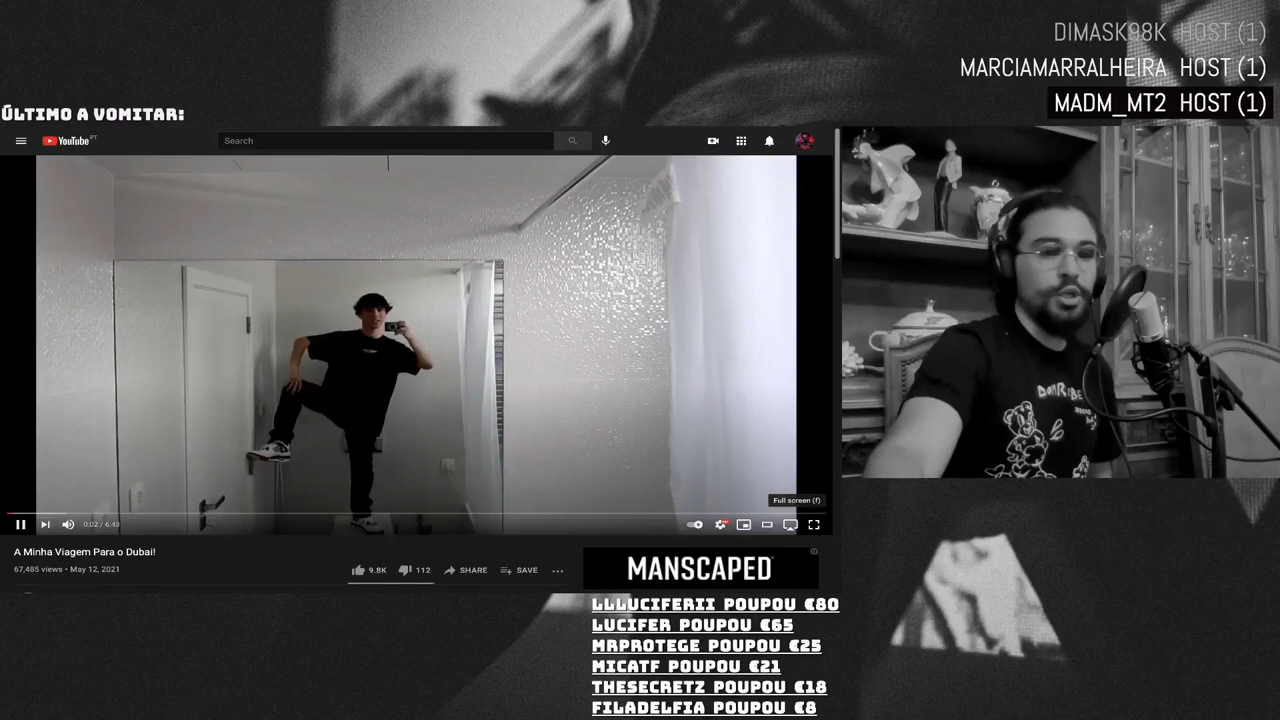 DIMASK98K HOST (1)
MARCIAMARRALHEIRA HOST (1)
MADM_MT2 HOST (1)
ÚLTIMO A VOMITAR:
YouTube PT
Search
Full screen (f)
0:02 / 6:43
A Minha Viagem Para o Dubai!
67,485 views • May 12, 2021
9.8K
112
SHARE
SAVE
MANSCAPED
LLLUCIFERII POUPOU €80
LUCIFER POUPOU €65
MRPROTEGE POUPOU €25
MICATF POUPOU €21
THESECRETZ POUPOU €18
FILADELFIA POUPOU €8